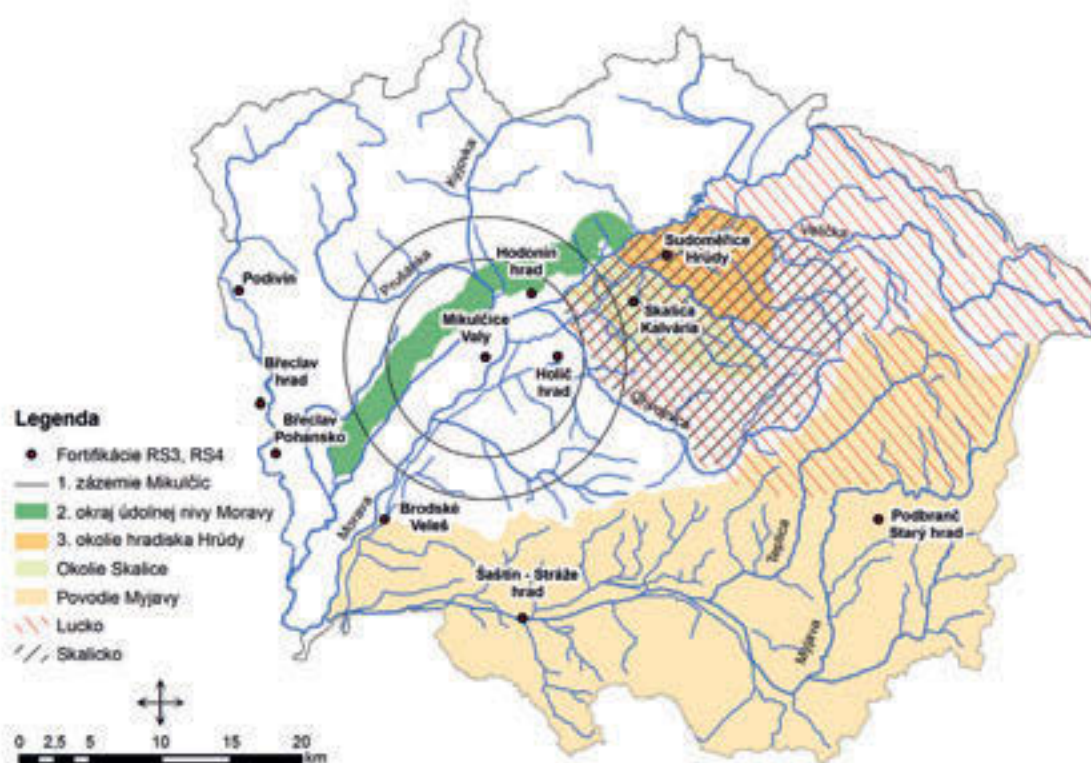 Kyjovka
Velička
Sudoměřice
Hrúdy
Hodonín
hrad
Prušánka
Podivín
Skalica
Kalvária
Mikulčice
Valy
Holíč
hrad
Chvojnica
Břeclav
hrad
Břeclav
Pohansko
Morava
Brodské
Veleš
Podbranč
Starý hrad
Teplica
Šaštín - Stráže
hrad
Myjava
Legenda
Fortifikácie RS3, RS4
1. zázemie Mikulčic
2. okraj údolnej nivy Moravy
3. okolie hradiska Hrúdy
Okolie Skalice
Povodie Myjavy
Lucko
Skalicko
0 2,5 5 10 15 20
km